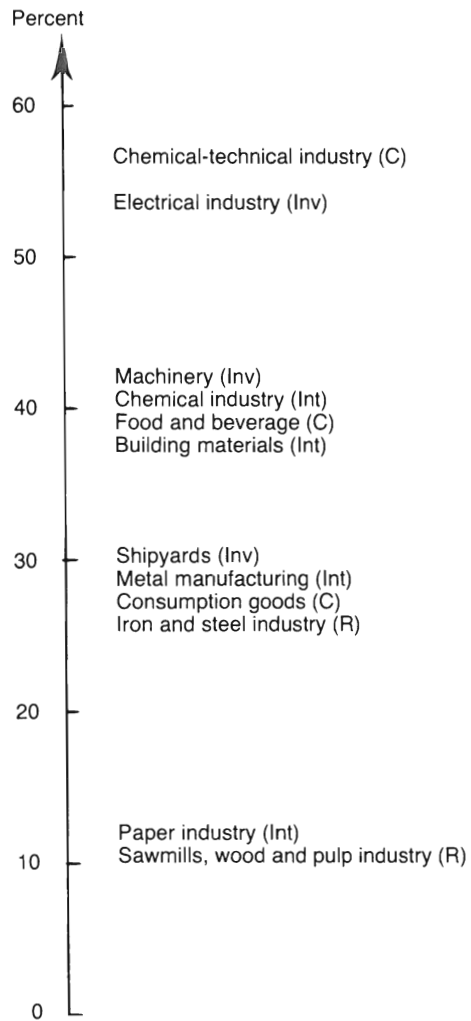 Percent
60
Chemical-technical industry (C)
Electrical industry (Inv)
50
Machinery (Inv)
40
Chemical industry (Int)
Food and beverage (C)
Building materials (Int)
30
Shipyards (Inv)
Metal manufacturing (Int)
Consumption goods (C)
Iron and steel industry (R)
20
Paper industry (Int)
10
Sawmills, wood and pulp industry (R)
0